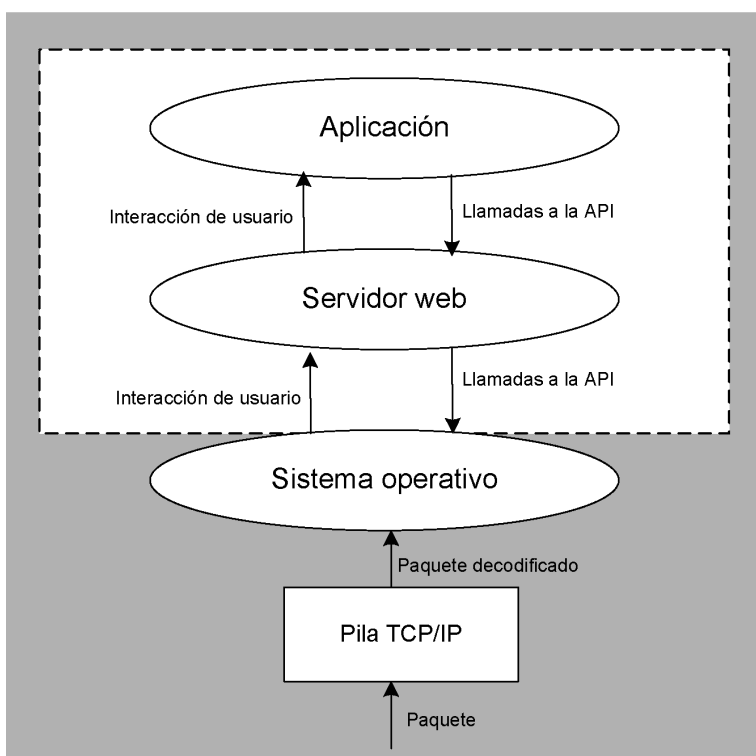 Aplicación
Interacción de usuario
Llamadas a la API
Servidor web
Interacción de usuario
Llamadas a la API
Sistema operativo
Paquete decodificado
Pila TCP/IP
Paquete